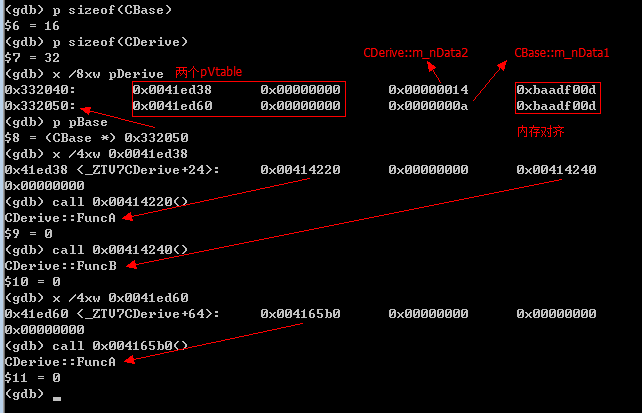 (gdb) p sizeof(CBase)
$6 = 16
(gdb) p sizeof(CDerive)
$7 = 32
CDerive::m_nData2 CBase::m_nData1
(gdb) x /8xw pDerive 两个pVtable
0x332040: 0x0041ed38 0x00000000 0x00000014 0xbaadf00d
0x332050: 0x0041ed60 0x00000000 0x0000000a 0xbaadf00d
(gdb) p pBase 内存对齐
$8 = (CBase *) 0x332050
(gdb) x /4xw 0x0041ed38
0x41ed38 <_ZTV7CDerive+24>: 0x00414220 0x00000000 0x00414240
0x00000000
(gdb) call 0x00414220()
CDerive::FuncA
$9 = 0
(gdb) call 0x00414240()
CDerive::FuncB
$10 = 0
(gdb) x /4xw 0x0041ed60
0x41ed60 <_ZTV7CDerive+64>: 0x004165b0 0x00000000 0x00000000
0x00000000
(gdb) call 0x004165b0()
CDerive::FuncA
$11 = 0
(gdb) _